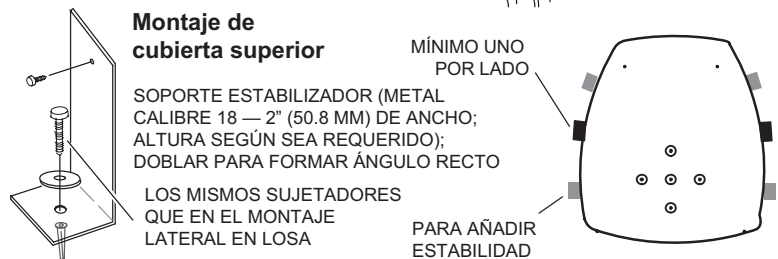 Montaje de
cubierta superior
SOPORTE ESTABILIZADOR (METAL
CALIBRE 18 — 2” (50.8 MM) DE ANCHO;
ALTURA SEGÚN SEA REQUERIDO);
DOBLAR PARA FORMAR ÁNGULO RECTO
LOS MISMOS SUJETADORES
QUE EN EL MONTAJE
LATERAL EN LOSA
MÍNIMO UNO
POR LADO
PARA AÑADIR
ESTABILIDAD